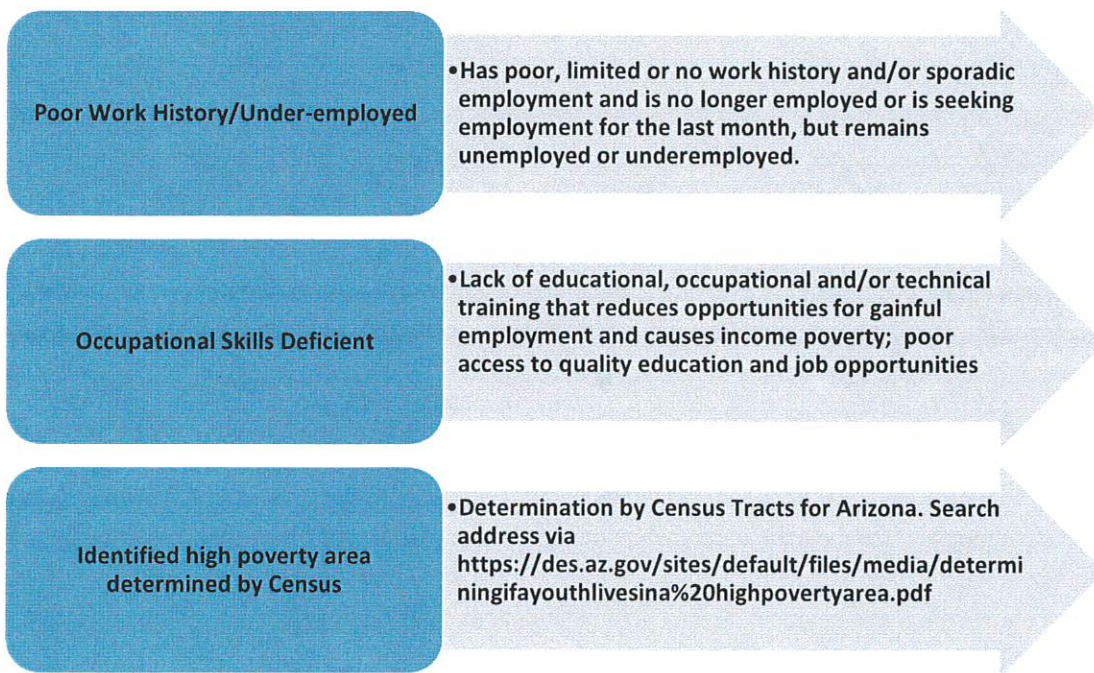 Poor Work History/Under-employed
•Has poor, limited or no work history and/or sporadic
employment and is no longer employed or is seeking
employment for the last month, but remains
unemployed or underemployed.
Occupational Skills Deficient
•Lack of educational, occupational and/or technical
training that reduces opportunities for gainful
employment and causes income poverty;  poor
access to quality education and job opportunities
Identified high poverty area
determined by Census
•Determination by Census Tracts for Arizona. Search
address via
https://des.az.gov/sites/default/files/media/determi
ningifayouthlivesina%20highpovertyarea.pdf